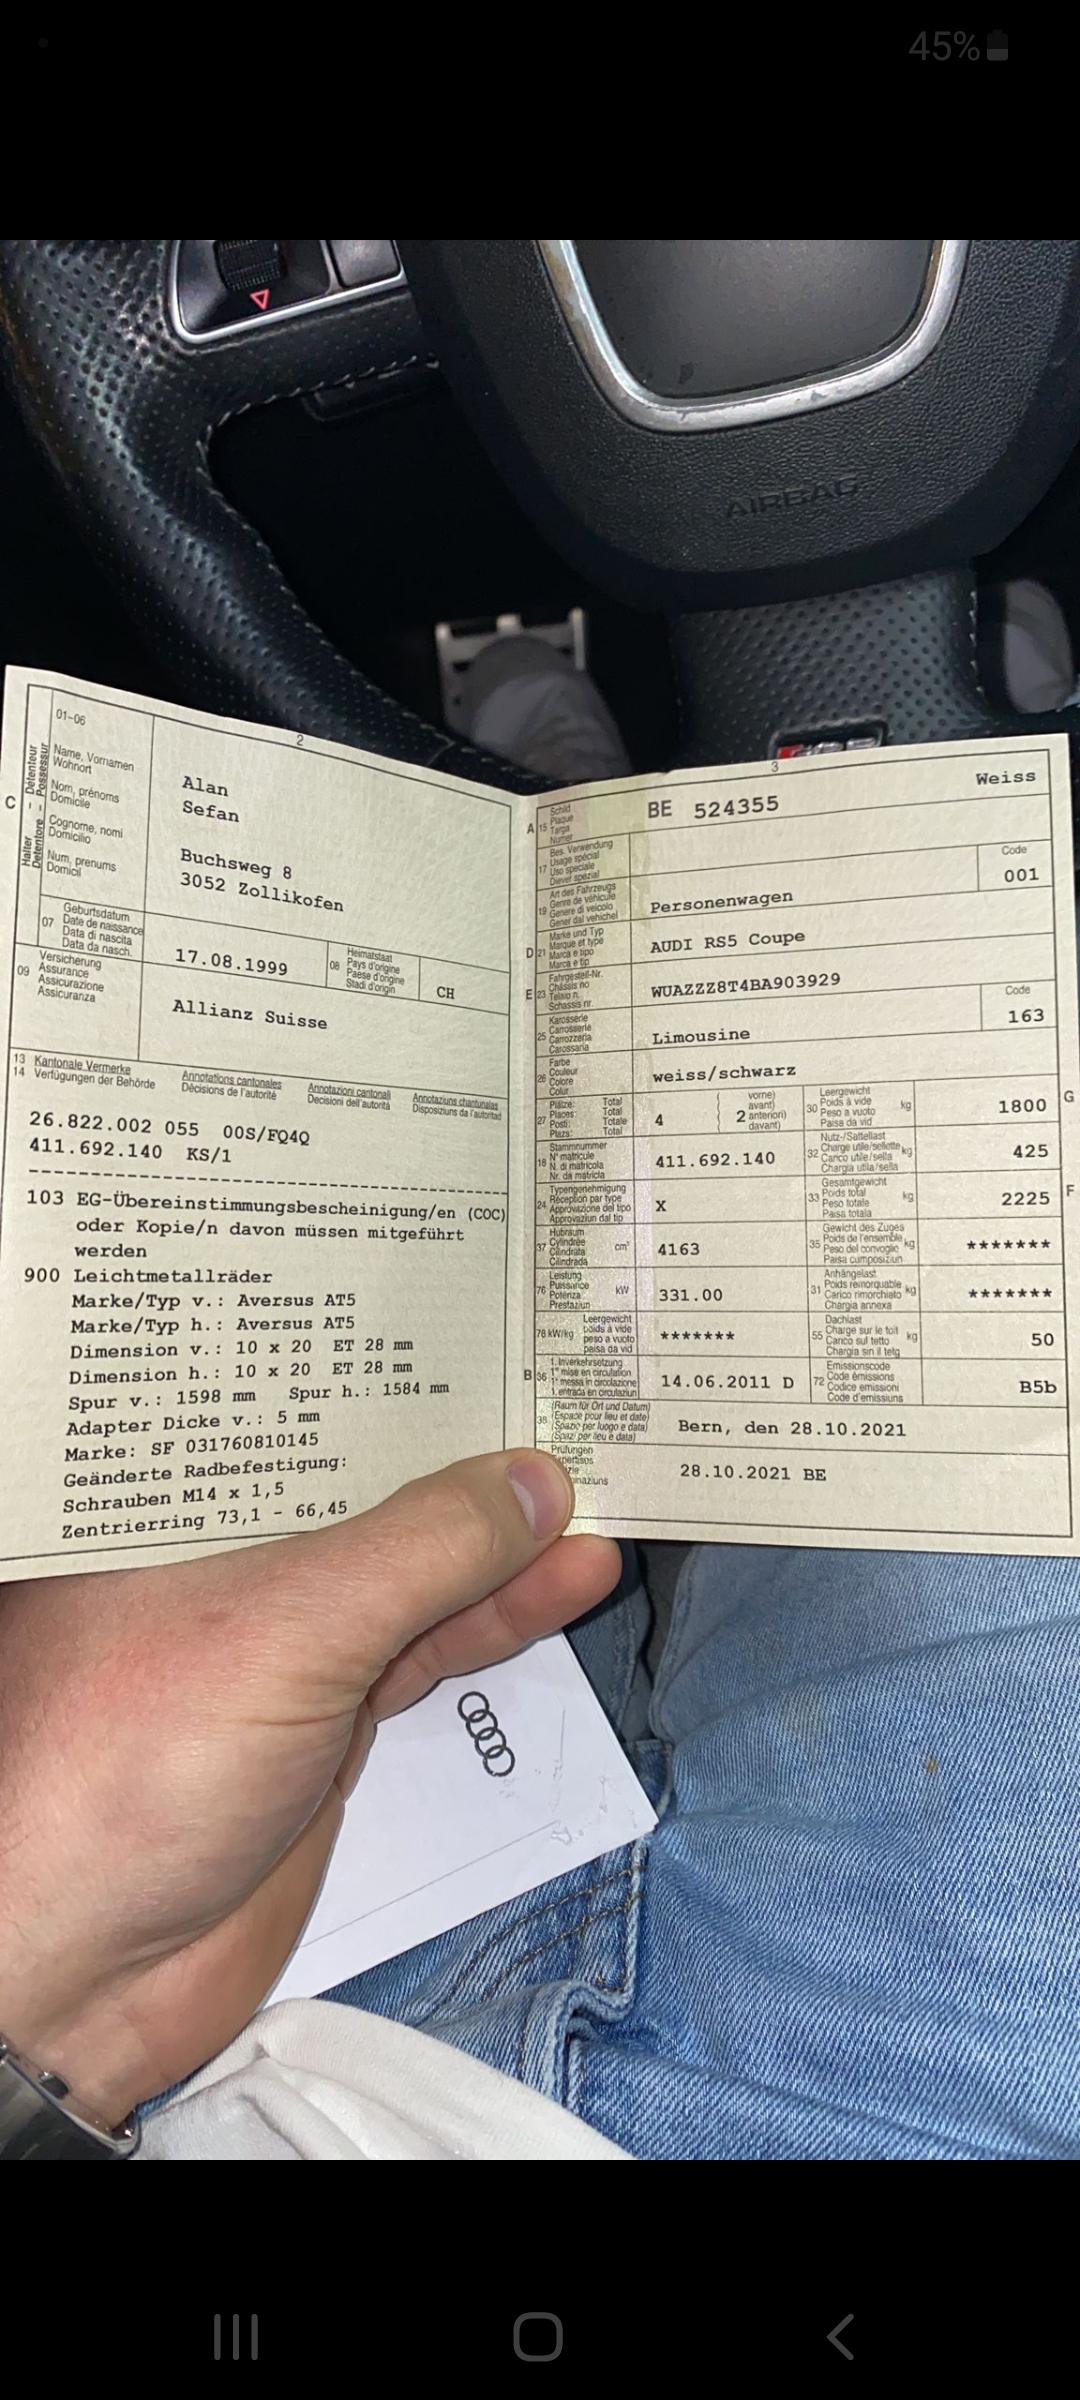 45%
AIRBAG
2
C
Halter - Détenteur
Detentore - Possessur
01-06
Name, Vornamen
Wohnort
Nom, prénoms
Domicile
Cognome, nomi
Domicilio
Num, prenums
Domicil
Alan
Sefan
Buchsweg 8
3052 Zollikofen
07
Geburtsdatum
Date de naissance
Data di nascita
Data da nasch.
17.08.1999
08
Heimatstaat
Pays d'origine
Paese d'origine
Stadi d'origin
CH
09
Versicherung
Assurance
Assicurazione
Assicuranza
Allianz Suisse
13 Kantonale Vermerke
14 Verfügungen der Behörde
Annotations cantonales
Décisions de l'autorité
Annotazioni cantonali
Decisioni dell'autorità
Annotaziuns chantunalas
Disposiziuns da l'autoritad
26.822.002 055 00S/FQ4Q
411.692.140 KS/1
103 EG-Übereinstimmungsbescheinigung/en (COC)
oder Kopie/n davon müssen mitgeführt
werden
900 Leichtmetallräder
Marke/Typ v.: Aversus AT5
Marke/Typ h.: Aversus AT5
Dimension v.: 10 x 20 ET 28 mm
Dimension h.: 10 x 20 ET 28 mm
Spur v.: 1598 mm Spur h.: 1584 mm
Adapter Dicke v.: 5 mm
Marke: SF 031760810145
Geänderte Radbefestigung:
Schrauben M14 x 1,5
Zentrierring 73,1 - 66,45
3
A 15
Schild
Plaque
Targa
Numer
BE 524355
Weiss
17
Bes. Verwendung
Usage spécial
Uso speciale
Diever spezial
19
Art des Fahrzeugs
Genre de véhicule
Genere di veicolo
Gener dal vehichel
Personenwagen
Code
001
D 21
Marke und Typ
Marque et type
Marca e tipo
Marca e tip
AUDI RS5 Coupe
E 23
Fahrgestell-Nr.
Châssis no
Telaio n.
Schassis nr.
WUAZZZ8T4BA903929
25
Karosserie
Carrosserie
Carrozzeria
Carossaria
Limousine
Code
163
26
Farbe
Couleur
Colore
Colur
weiss/schwarz
27
Plätze: Total
Places: Total
Posti: Totale
Plazs: Total
4
2
vorne)
avant)
anteriori)
davant)
30
Leergewicht
Poids à vide
Peso a vuoto
Paisa da vid
kg
1800
G
18
Stammnummer
N° matricule
N. di matricola
Nr. da matricla
411.692.140
32
Nutz-/Sattellast
Charge utile/sellette
Carico utile/sella
Chargia utila/sella
kg
425
24
Typengenehmigung
Réception par type
Approvazione del tipo
Approvaziun dal tip
X
33
Gesamtgewicht
Poids total
Peso totale
Paisa totala
kg
2225
F
37
Hubraum
Cylindrée
Cilindrata
Cilindrada
cm³
4163
35
Gewicht des Zuges
Poids de l'ensemble
Peso del convoglio
Paisa cumposiziun
kg
*******
76
Leistung
Puissance
Potenza
Prestaziun
kW
331.00
31
Anhängelast
Poids remorquable
Carico rimorchiato
Chargia annexa
kg
*******
78 kW/kg
Leergewicht
poids à vide
peso a vuoto
paisa da vid
*******
55
Dachlast
Charge sur le toit
Carico sul tetto
Chargia sin il tetg
kg
50
B 36
1. Inverkehrsetzung
1re mise en circulation
1a messa in circolazione
1. entrada en circulaziun
14.06.2011 D
72
Emissionscode
Code émissions
Codice emissioni
Code d'emissiuns
B5b
38
(Raum für Ort und Datum)
(Espace pour lieu et date)
(Spazio per luogo e data)
(Spazi per lieu e data)
Bern, den 28.10.2021
Prüfungen
28.10.2021 BE